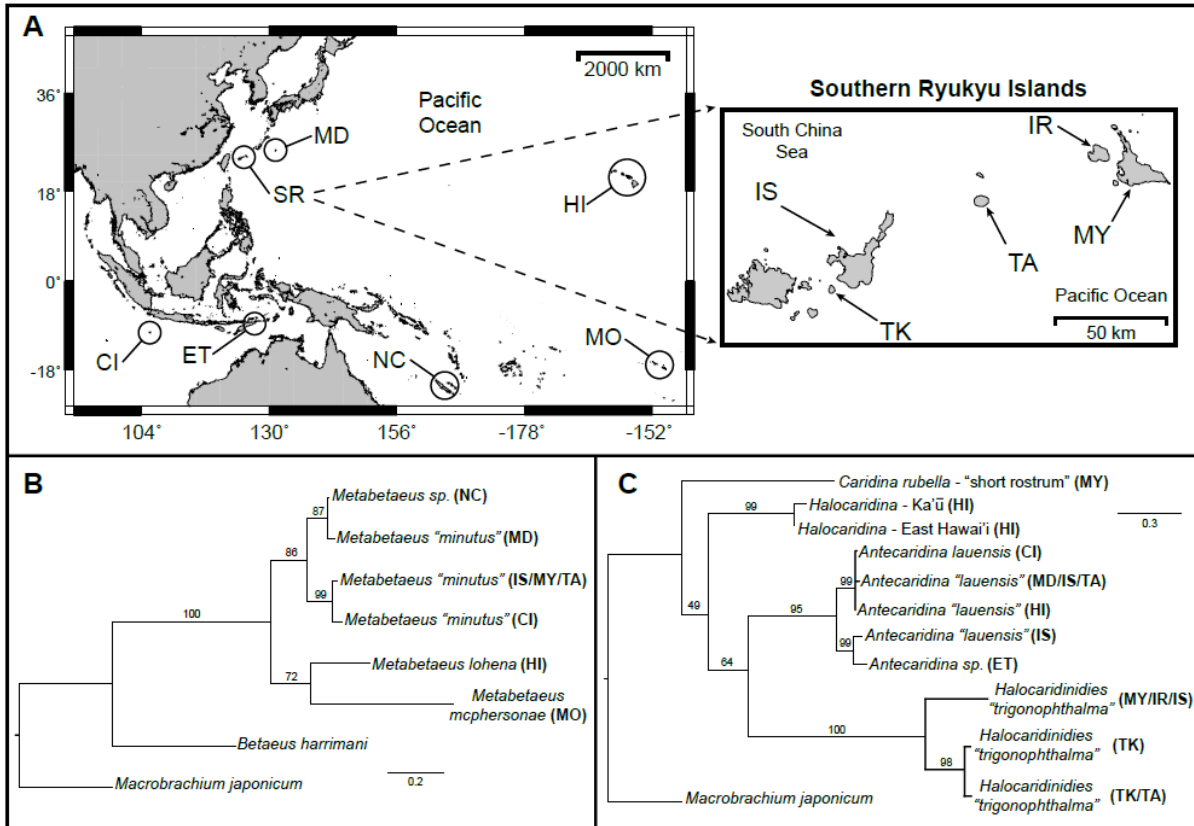 A
2000 km
Pacific
Ocean
36°
18°
0°
-18°
104°
130°
156°
-178°
-152°
MD
SR
HI
CI
ET
NC
MO
Southern Ryukyu Islands
South China
Sea
IR
IS
MY
TA
TK
Pacific Ocean
50 km
B
Metabetaeus sp. (NC)
87
Metabetaeus "minutus" (MD)
86
Metabetaeus "minutus" (IS/MY/TA)
99
100
Metabetaeus "minutus" (CI)
Metabetaeus lohena (HI)
72
Metabetaeus
mcphersonae (MO)
Betaeus harrimani
0.2
Macrobrachium japonicum
C
Caridina rubella - "short rostrum" (MY)
99
Halocaridina - Ka'ū (HI)
0.3
Halocaridina - East Hawai'i (HI)
Antecaridina lauensis (CI)
99
Antecaridina "lauensis" (MD/IS/TA)
49
95
Antecaridina "lauensis" (HI)
Antecaridina "lauensis" (IS)
99
64
Antecaridina sp. (ET)
Halocaridinidies
"trigonophthalma" (MY/IR/IS)
100
Halocaridinidies
"trigonophthalma" (TK)
98
Halocaridinidies
"trigonophthalma" (TK/TA)
Macrobrachium japonicum